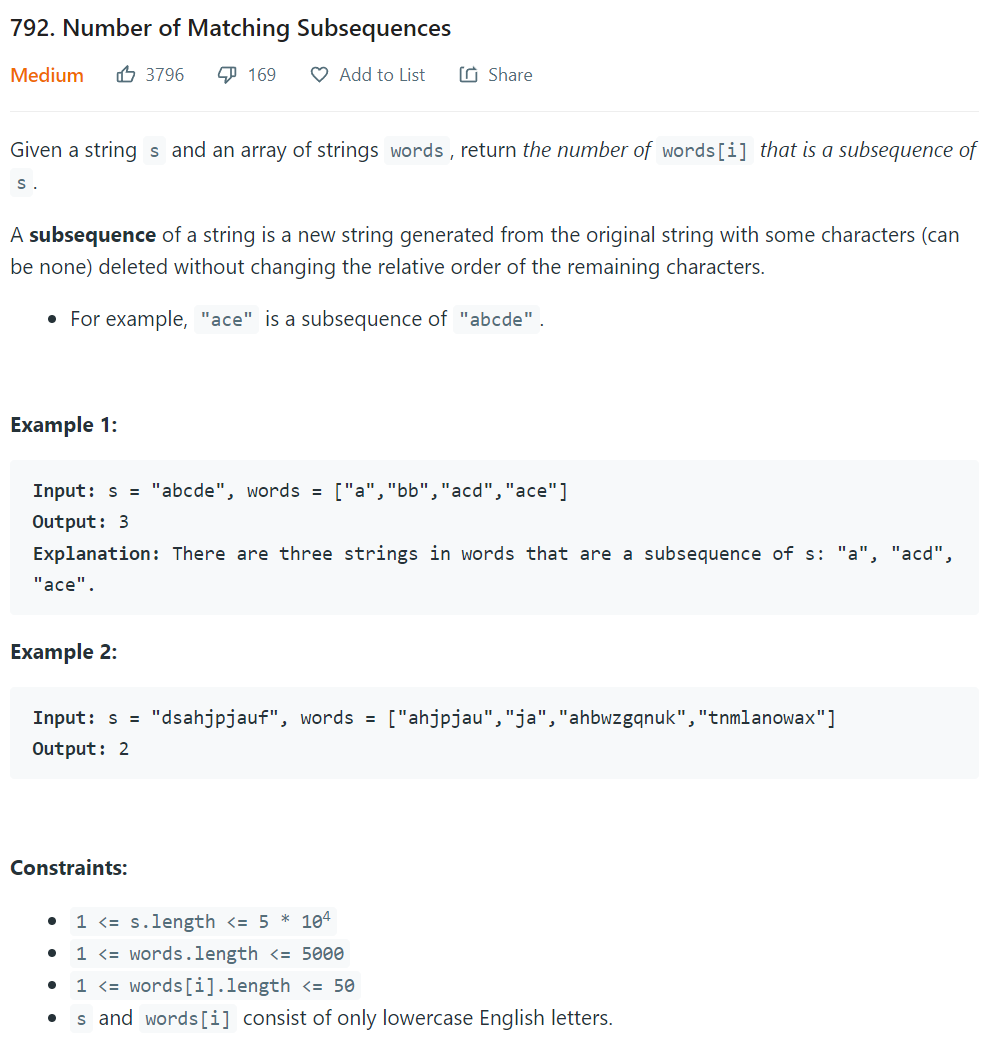 792. Number of Matching Subsequences
Medium 3796 169 Add to List Share
Given a string s and an array of strings words , return the number of words[i] that is a subsequence of
s .
A subsequence of a string is a new string generated from the original string with some characters (can
be none) deleted without changing the relative order of the remaining characters.
• For example, "ace" is a subsequence of "abcde" .
Example 1:
Input: s = "abcde", words = ["a","bb","acd","ace"]
Output: 3
Explanation: There are three strings in words that are a subsequence of s: "a", "acd",
"ace".
Example 2:
Input: s = "dsahjpjauf", words = ["ahjpjau","ja","ahbwzgqnuk","tnmlanowax"]
Output: 2
Constraints:
• 1 <= s.length <= 5 * 10⁴
• 1 <= words.length <= 5000
• 1 <= words[i].length <= 50
• s and words[i] consist of only lowercase English letters.